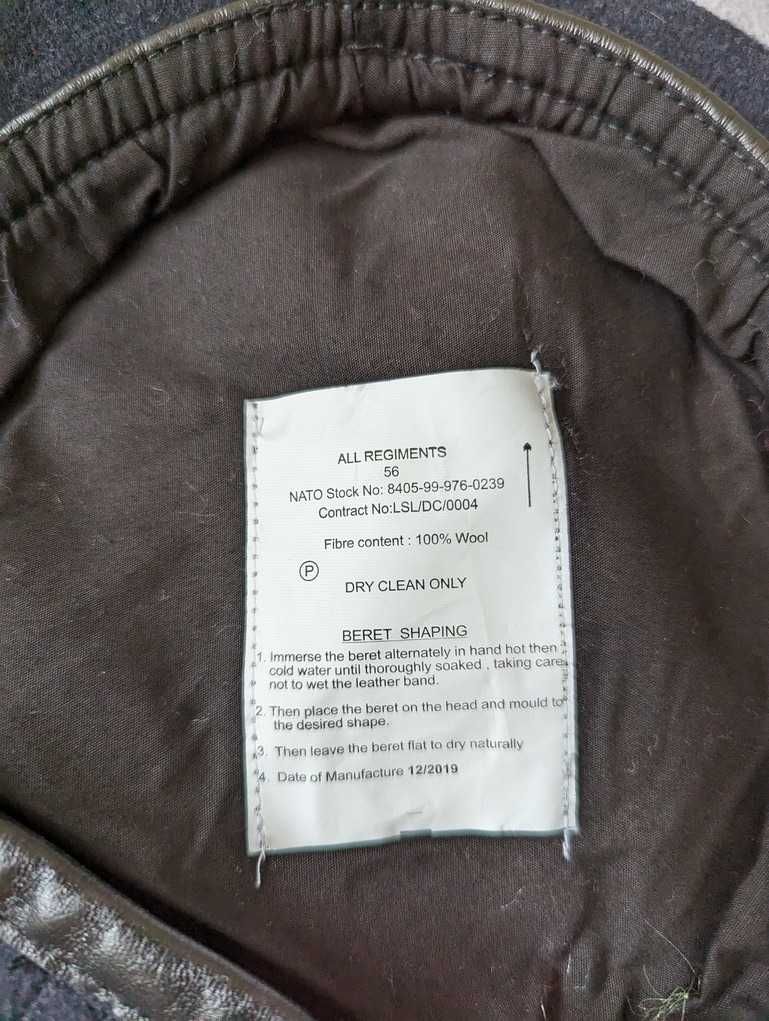 ALL REGIMENTS
56
NATO Stock No: 8405-99-976-0239
Contract No:LSL/DC/0004
Fibre content : 100% Wool
P
DRY CLEAN ONLY
BERET SHAPING
1. Immerse the beret alternately in hand hot then
cold water until thoroughly soaked , taking care
not to wet the leather band.
2. Then place the beret on the head and mould to
the desired shape.
3. Then leave the beret flat to dry naturally
4. Date of Manufacture 12/2019